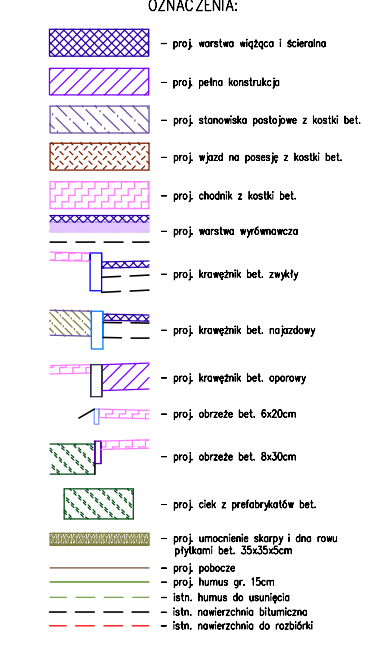 OZNACZENIA:
– proj. warstwa wiążąca i ścieralna
– proj. pełna konstrukcja
– proj. stanowiska postojowe z kostki bet.
– proj. wjazd na posesję z kostki bet.
– proj. chodnik z kostki bet.
– proj. warstwa wyrównawcza
– proj. krawężnik bet. zwykły
– proj. krawężnik bet. najazdowy
– proj. krawężnik bet. oporowy
– proj. obrzeże bet. 6x20cm
– proj. obrzeże bet. 8x30cm
– proj. ciek z prefabrykatów bet.
– proj. umocnienie skarpy i dna rowu
płytkami bet. 35x35x5cm
– proj. pobocze
– proj. humus gr. 15cm
– istn. humus do usunięcia
– istn. nawierzchnia bitumiczna
– istn. nawierzchnia do rozbiórki